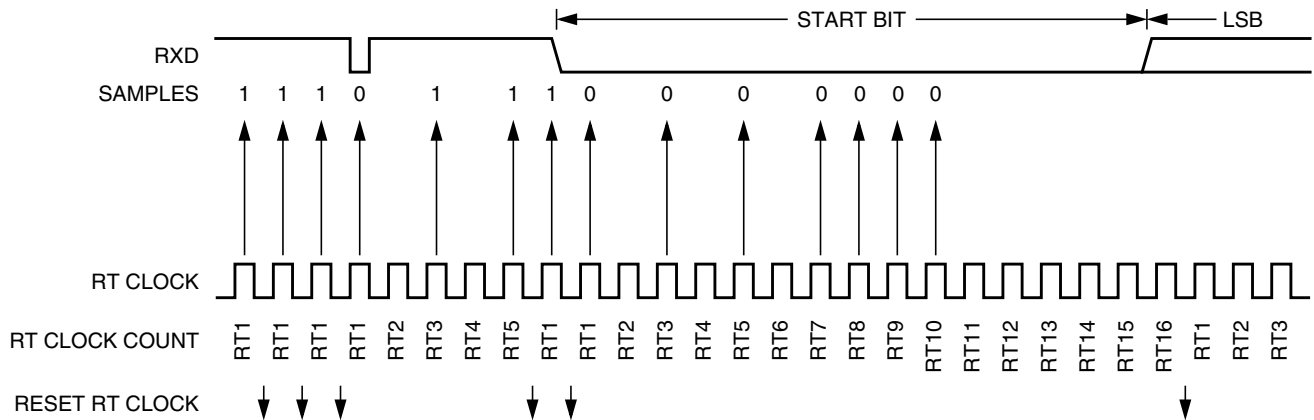 START BIT LSB
RXD
SAMPLES 1 1 1 0 1 1 1 0 0 0 0 0 0 0
RT CLOCK
RT CLOCK COUNT RT1 RT1 RT1 RT1 RT2 RT3 RT4 RT5 RT1 RT1 RT2 RT3 RT4 RT5 RT6 RT7 RT8 RT9 RT10 RT11 RT12 RT13 RT14 RT15 RT16 RT1 RT2 RT3
RESET RT CLOCK